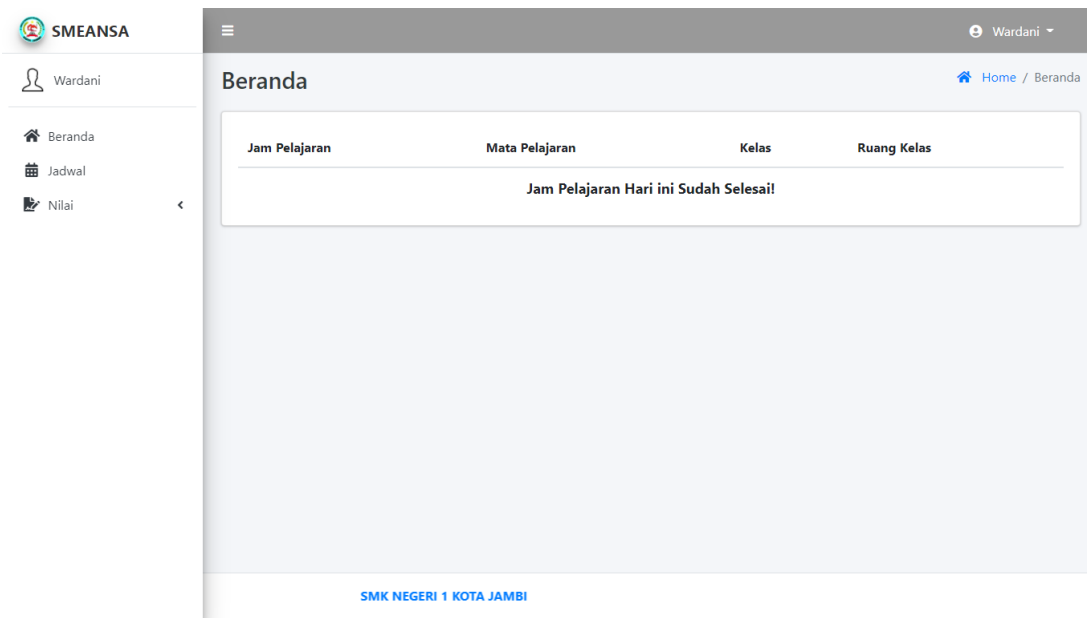 SMEANSA
Wardani
Wardani
Beranda
Jadwal
Nilai
Beranda
Home / Beranda
Jam Pelajaran Mata Pelajaran Kelas Ruang Kelas
Jam Pelajaran Hari ini Sudah Selesai!
SMK NEGERI 1 KOTA JAMBI